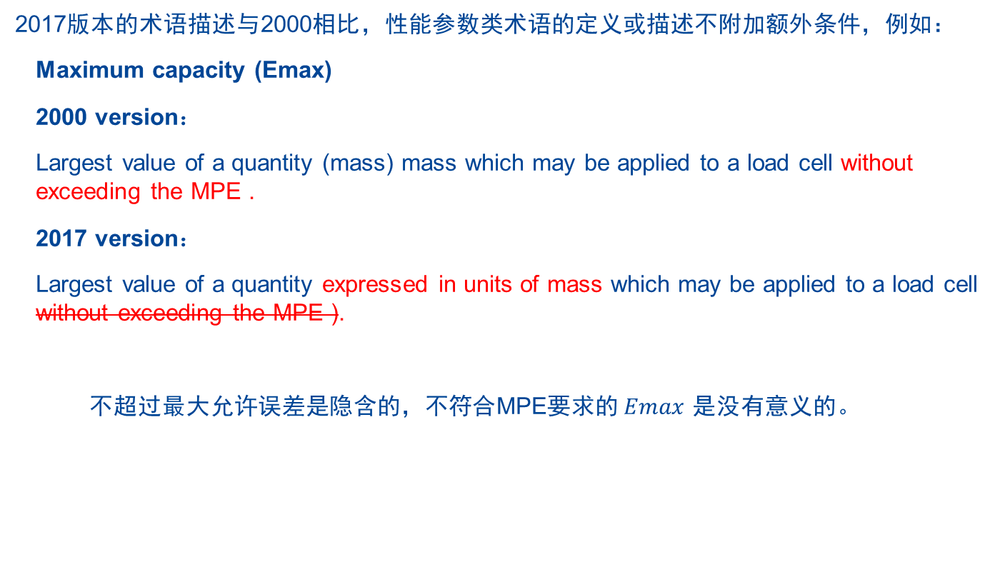 2017版本的术语描述与2000相比，性能参数类术语的定义或描述不附加额外条件，例如：
Maximum capacity (Emax)
2000 version：
Largest value of a quantity (mass) mass which may be applied to a load cell without
exceeding the MPE .
2017 version：
Largest value of a quantity expressed in units of mass which may be applied to a load cell
without exceeding the MPE ).
不超过最大允许误差是隐含的，不符合MPE要求的 Emax 是没有意义的。